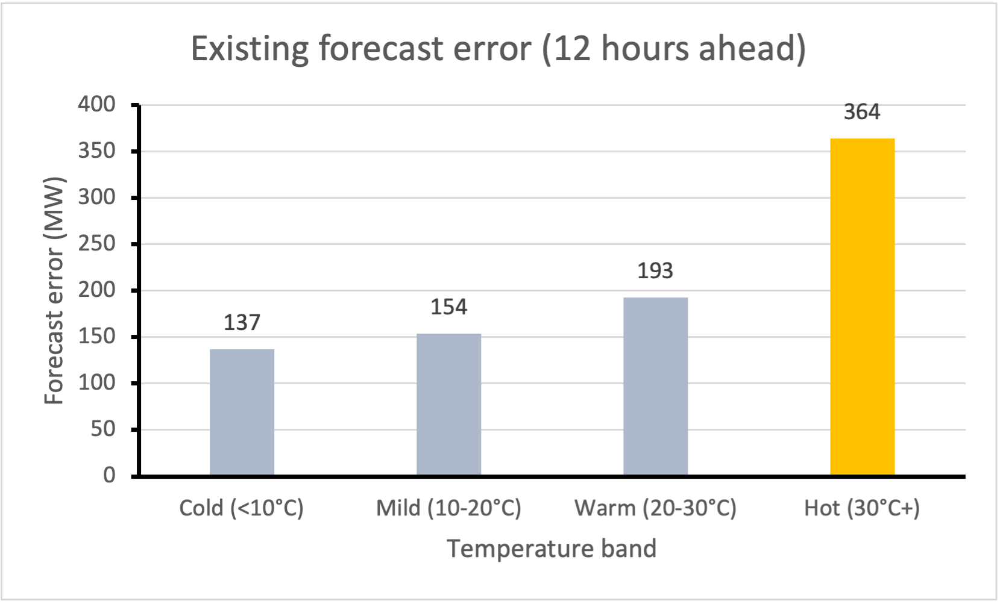 Existing forecast error (12 hours ahead)
Forecast error (MW)
400
350
300
250
200
150
100
50
0
137
154
193
364
Cold (<10°C)
Mild (10-20°C)
Warm (20-30°C)
Hot (30°C+)
Temperature band